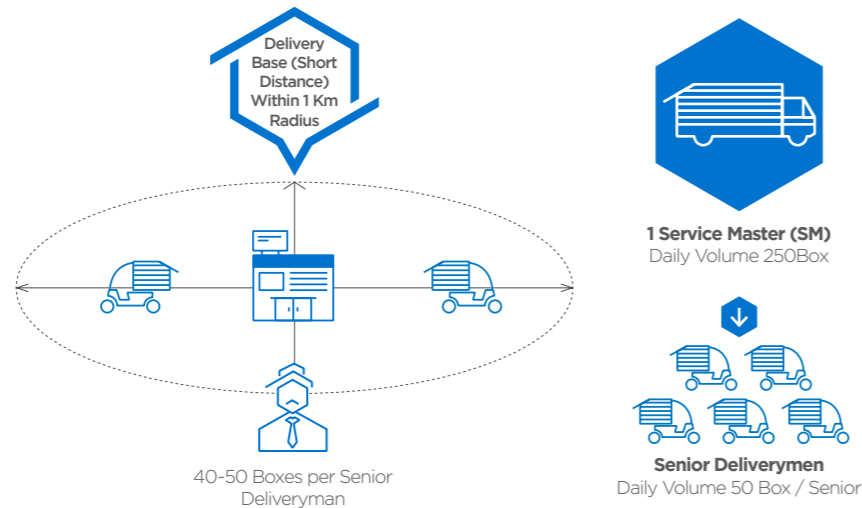 Delivery
Base (Short
Distance)
Within 1 Km
Radius
40~50 Boxes per Senior
Deliveryman
1 Service Master (SM)
Daily Volume 250Box
Senior Deliverymen
Daily Volume 50 Box / Senior